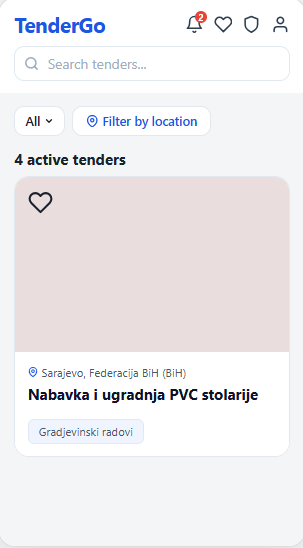 TenderGo
2
Search tenders...
All
Filter by location
4 active tenders
Sarajevo, Federacija BiH (BiH)
Nabavka i ugradnja PVC stolarije
Gradjevinski radovi